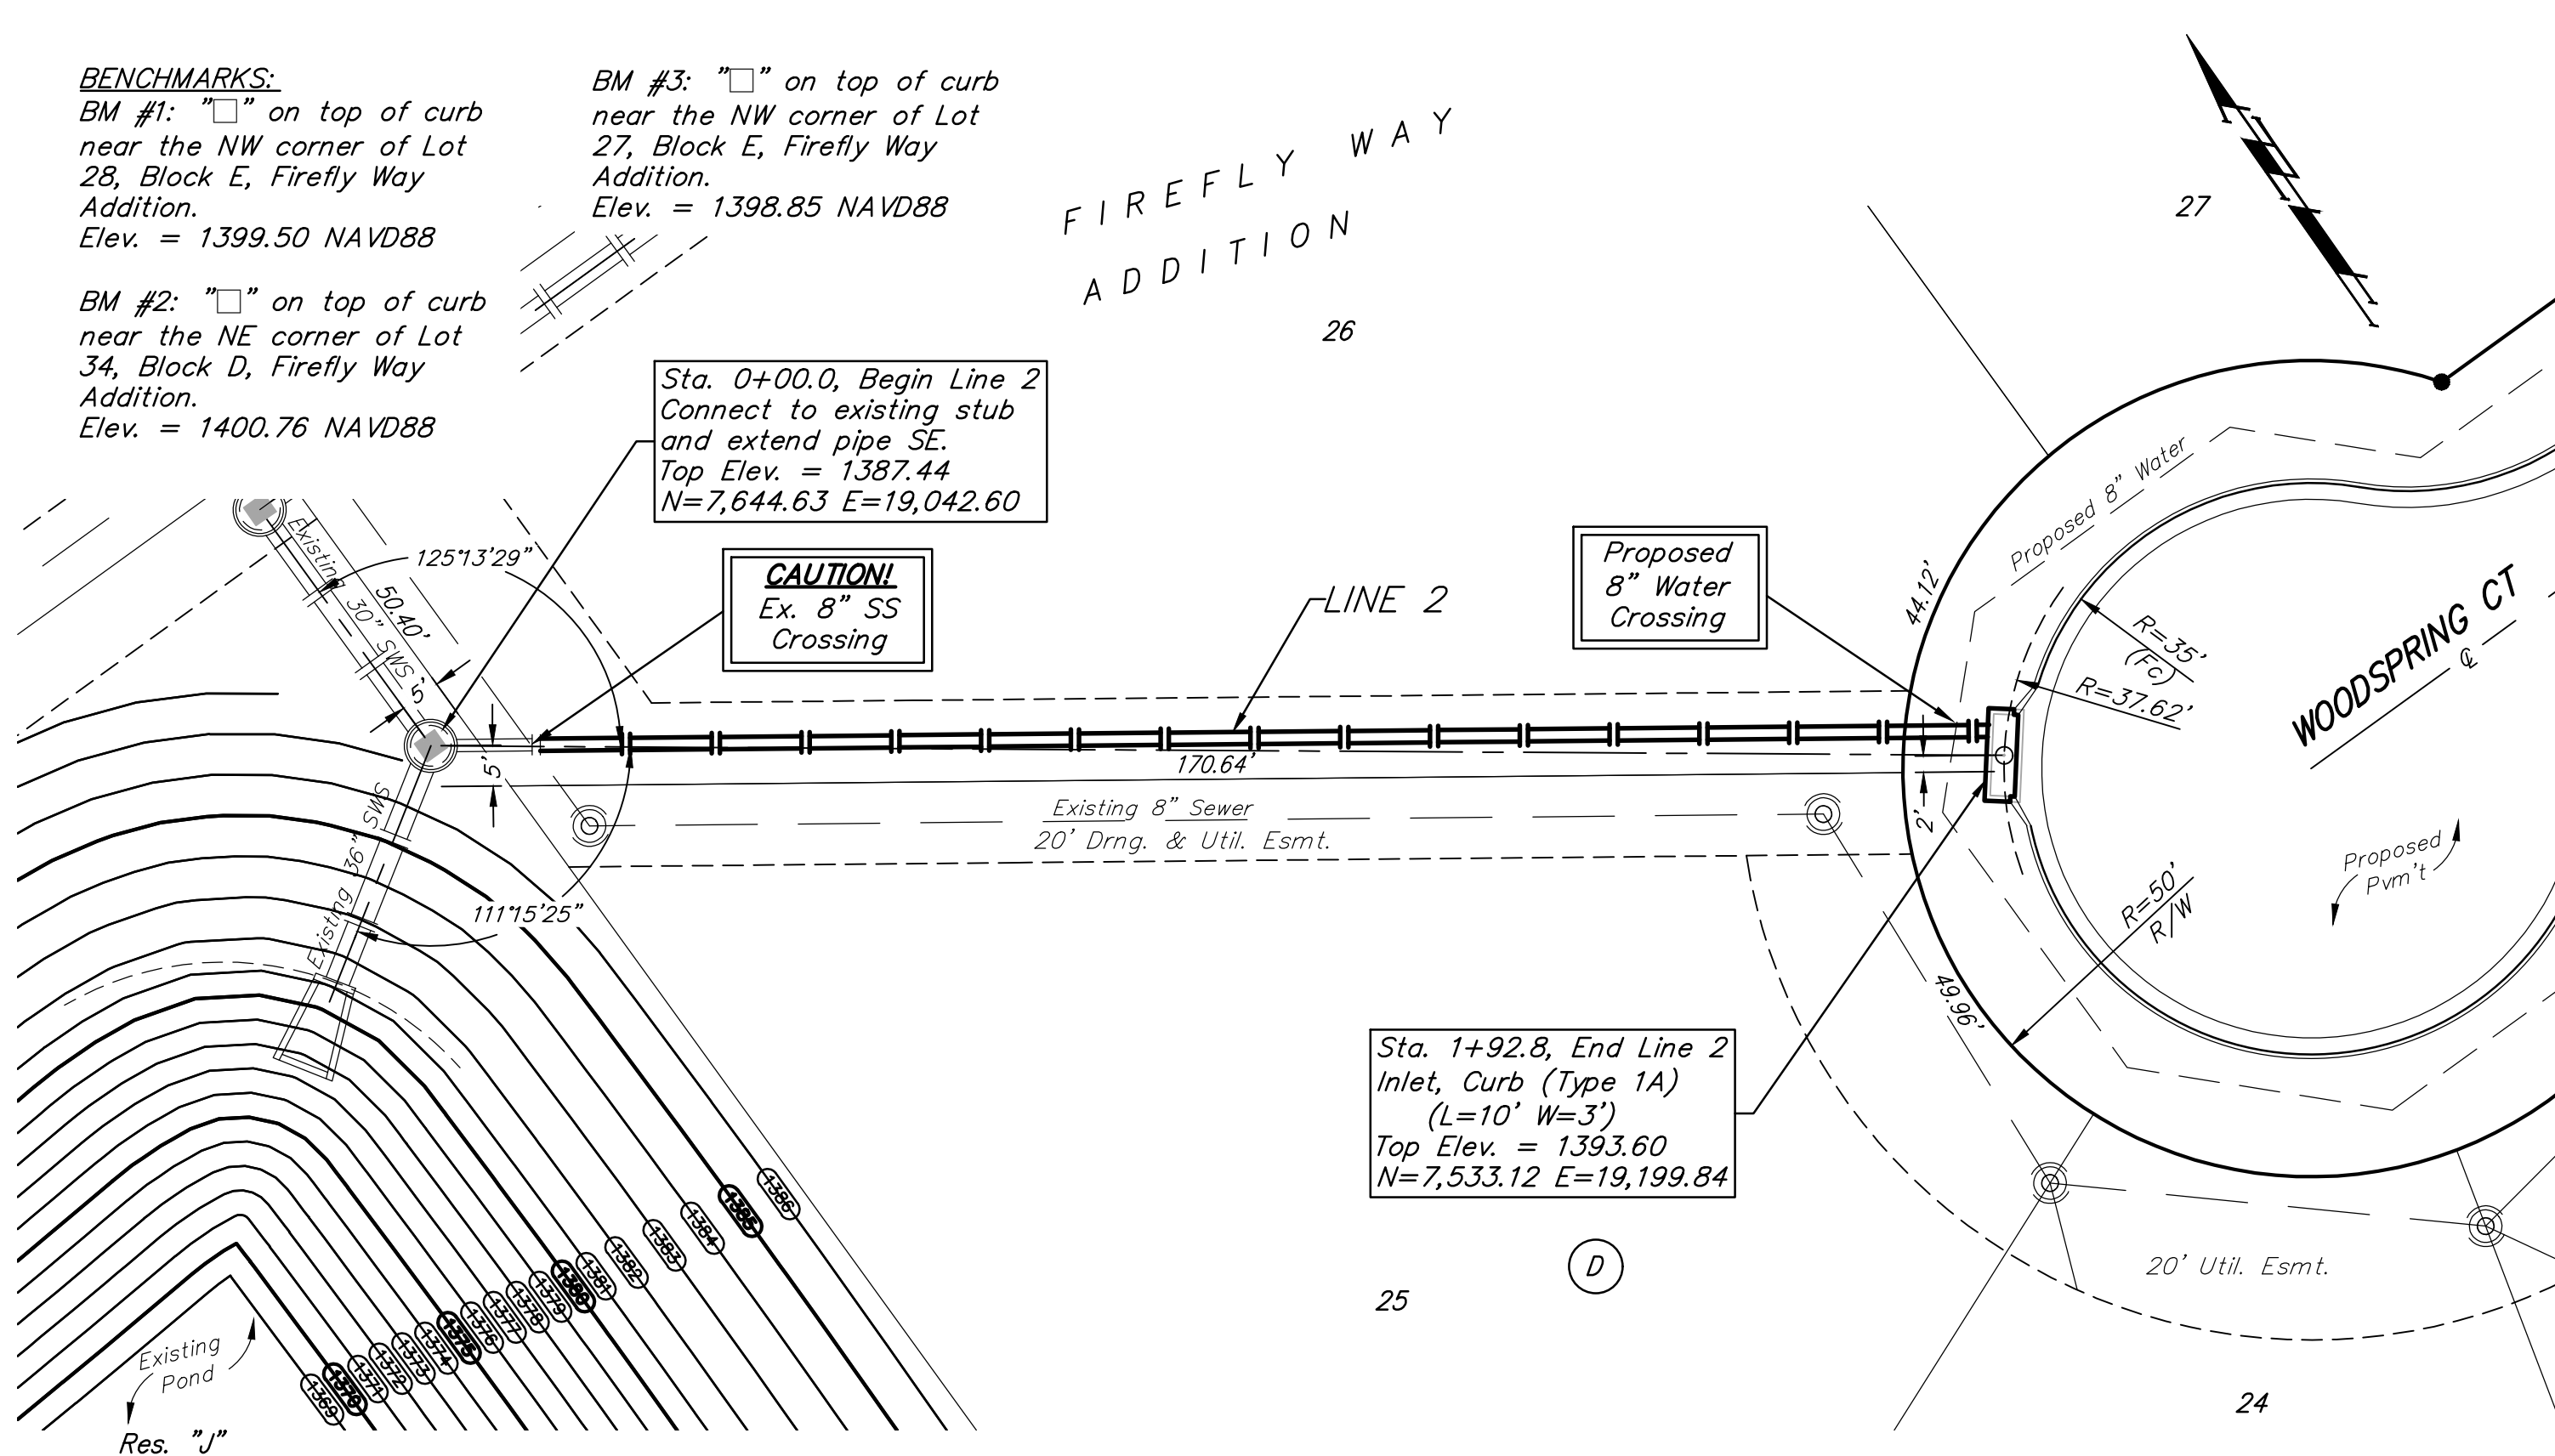 BENCHMARKS:
BM #1: "□" on top of curb
near the NW corner of Lot
28, Block E, Firefly Way
Addition.
Elev. = 1399.50 NAVD88
BM #2: "□" on top of curb
near the NE corner of Lot
34, Block D, Firefly Way
Addition.
Elev. = 1400.76 NAVD88
BM #3: "□" on top of curb
near the NW corner of Lot
27, Block E, Firefly Way
Addition.
Elev. = 1398.85 NAVD88
FIREFLY WAY
ADDITION
26
27
Sta. 0+00.0, Begin Line 2
Connect to existing stub
and extend pipe SE.
Top Elev. = 1387.44
N=7,644.63 E=19,042.60
CAUTION!
Ex. 8" SS
Crossing
LINE 2
Proposed
8" Water
Crossing
Proposed 8" Water
125°13'29"
Existing 30" SWS
50.40'
5'
5'
44.12'
R=35'
(Fc)
R=37.62'
WOODSPRING CT
℄
170.64'
Existing 8" Sewer
20' Drng. & Util. Esmt.
2'
Existing 36" SWS
111°15'25"
Proposed
Pvm't
R=50'
R/W
49.96'
Sta. 1+92.8, End Line 2
Inlet, Curb (Type 1A)
(L=10' W=3')
Top Elev. = 1393.60
N=7,533.12 E=19,199.84
D
25
20' Util. Esmt.
24
1386
1385
1384
1383
1382
1381
1380
1379
1378
1377
1376
1375
1374
1373
1372
1371
1370
1369
Existing
Pond
Res. "J"